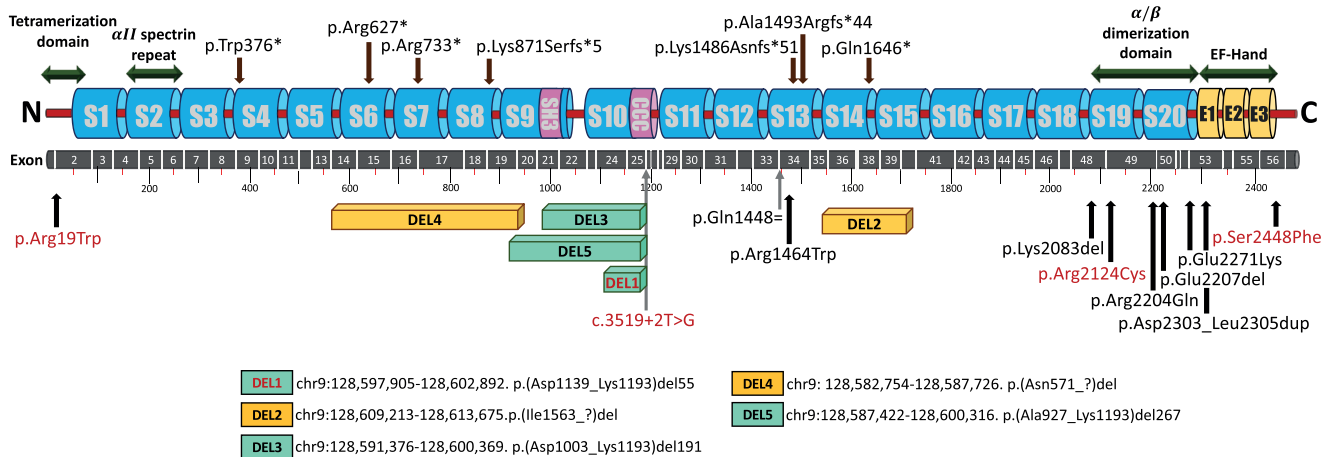 Tetramerization
domain
αII spectrin
repeat
p.Trp376*
p.Arg627*
p.Arg733*
p.Lys871Serfs*5
p.Ala1493Argfs*44
p.Lys1486Asnfs*51
p.Gln1646*
α/β
dimerization
domain
EF-Hand
N S1 S2 S3 S4 S5 S6 S7 S8 S9 SH3 S10 CCC S11 S12 S13 S14 S15 S16 S17 S18 S19 S20 E1 E2 E3 C
Exon 2 3 4 5 6 7 8 9 10 11 13 14 15 16 17 18 19 20 21 22 24 25 29 30 31 33 34 35 36 38 39 41 42 43 44 45 46 48 49 50 53 55 56
200 400 600 800 1000 1200 1400 1600 1800 2000 2200 2400
p.Arg19Trp
DEL4
DEL3
DEL5
DEL1
c.3519+2T>G
p.Gln1448=
p.Arg1464Trp
DEL2
p.Lys2083del
p.Arg2124Cys
p.Arg2204Gln
p.Ser2448Phe
p.Glu2271Lys
p.Glu2207del
p.Asp2303_Leu2305dup
DEL1 chr9:128,597,905-128,602,892. p.(Asp1139_Lys1193)del55
DEL2 chr9:128,609,213-128,613,675.p.(Ile1563_?)del
DEL3 chr9:128,591,376-128,600,369. p.(Asp1003_Lys1193)del191
DEL4 chr9: 128,582,754-128,587,726. p.(Asn571_?)del
DEL5 chr9:128,587,422-128,600,316. p.(Ala927_Lys1193)del267